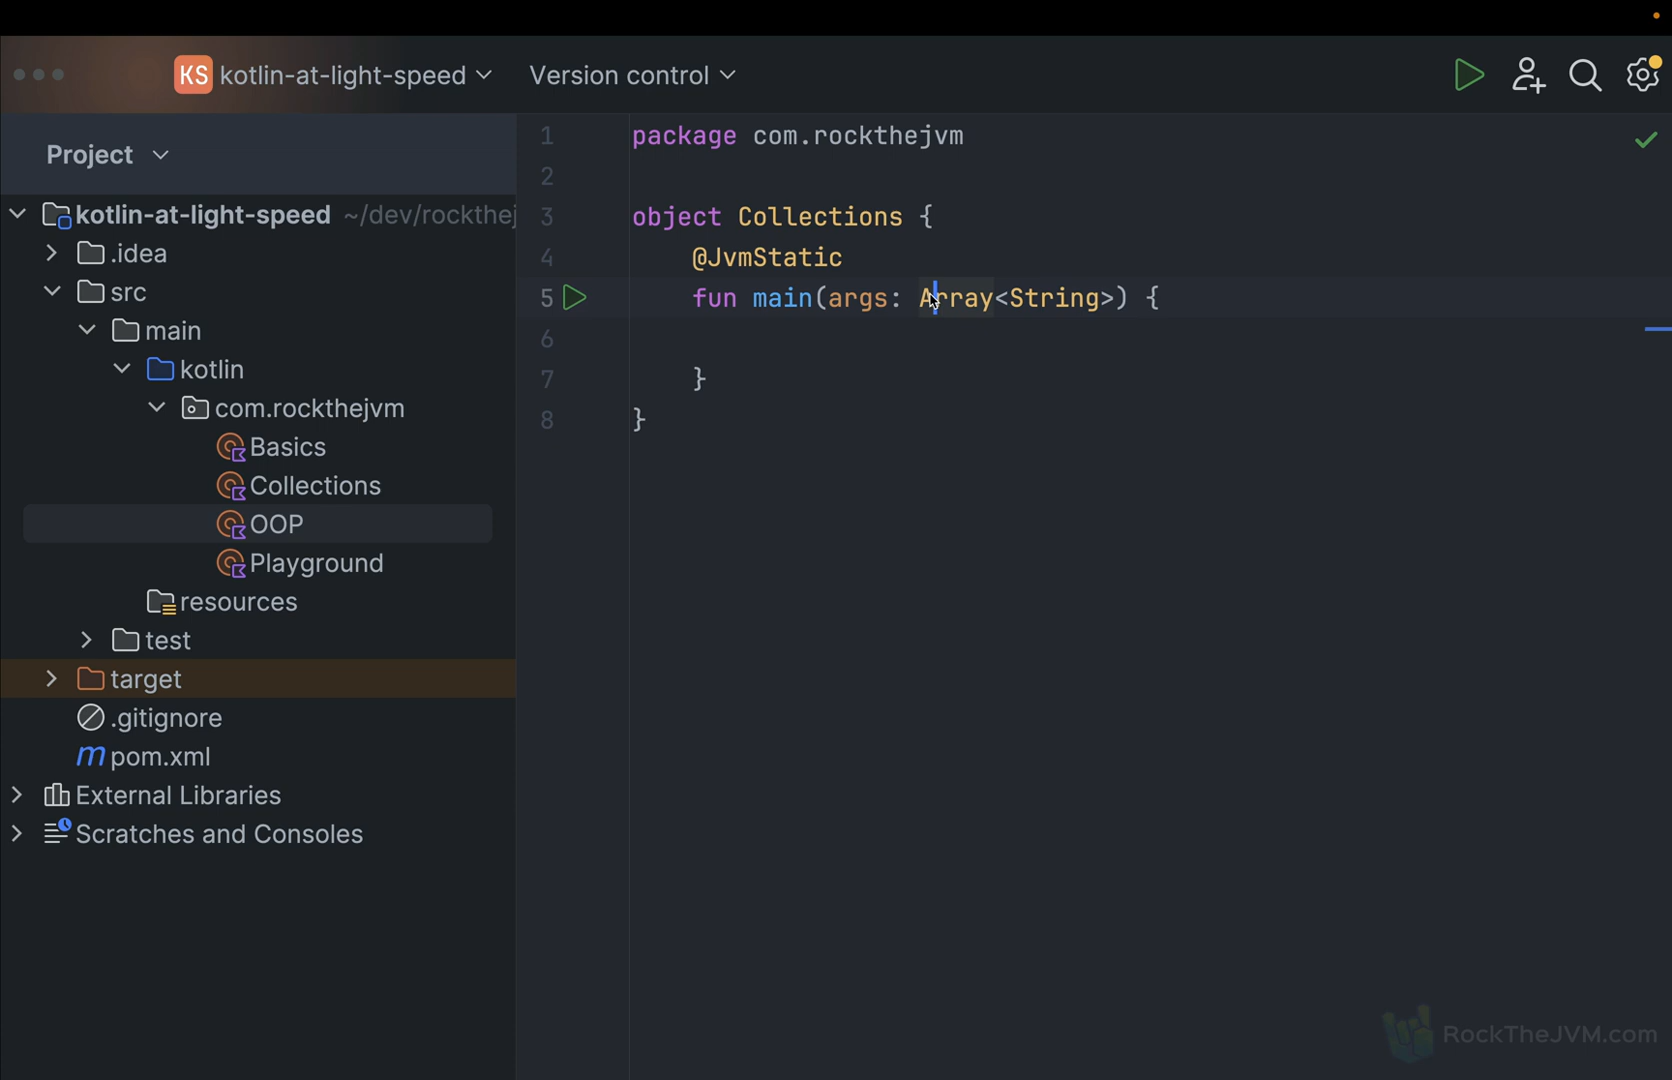 KS kotlin-at-light-speed Version control
Project
kotlin-at-light-speed ~/dev/rockthej
.idea
src
main
kotlin
com.rockthejvm
Basics
Collections
OOP
Playground
resources
test
target
.gitignore
m pom.xml
External Libraries
Scratches and Consoles
1 package com.rockthejvm
2
3 object Collections {
4 @JvmStatic
5 fun main(args: Array<String>) {
6
7 }
8 }
RockTheJVM.com